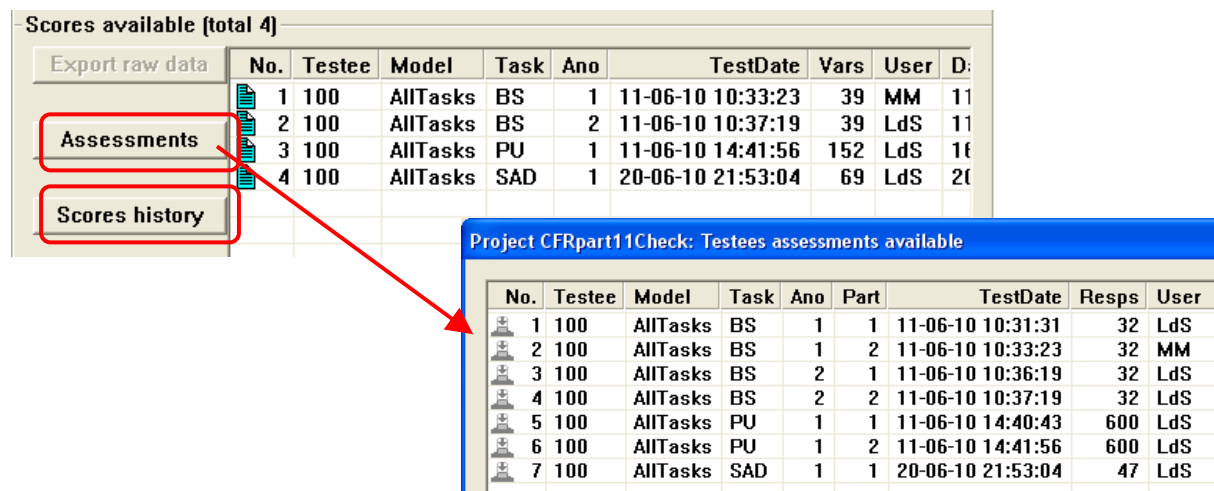 Scores available (total 4)
Export raw data
Assessments
Scores history
No. Testee Model Task Ano TestDate Vars User
1 100 AllTasks BS 1 11-06-10 10:33:23 39 MM 11
2 100 AllTasks BS 2 11-06-10 10:37:19 39 LdS 11
3 100 AllTasks PU 1 11-06-10 14:41:56 152 LdS
4 100 AllTasks SAD 1 20-06-10 21:53:04 69 LdS
Project CFRpart11Check: Testees assessments available
No. Testee Model Task Ano Part TestDate Resps User
1 100 AllTasks BS 1 1 11-06-10 10:31:31 32 LdS
2 100 AllTasks BS 1 2 11-06-10 10:33:23 32 MM
3 100 AllTasks BS 2 1 11-06-10 10:36:19 32 LdS
4 100 AllTasks BS 2 2 11-06-10 10:37:19 32 LdS
5 100 AllTasks PU 1 1 11-06-10 14:40:43 600 LdS
6 100 AllTasks PU 1 2 11-06-10 14:41:56 600 LdS
7 100 AllTasks SAD 1 1 20-06-10 21:53:04 47 LdS